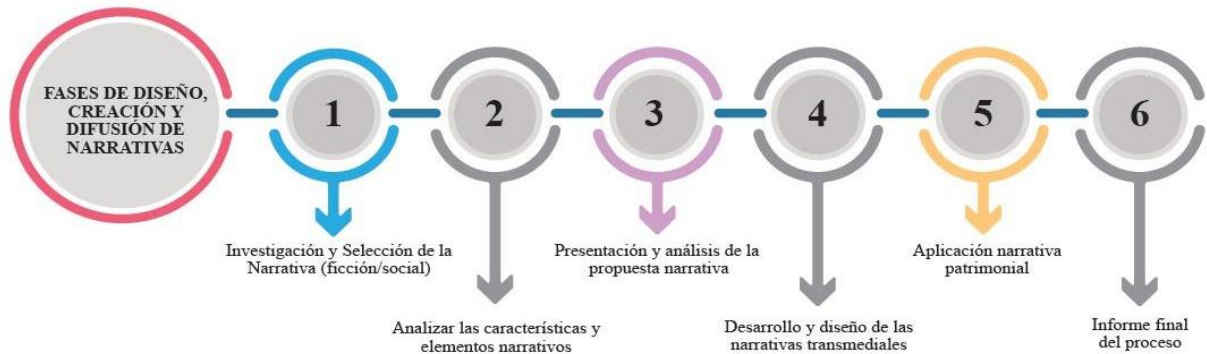 FASES DE DISEÑO,
CREACIÓN Y
DIFUSIÓN DE
NARRATIVAS
1
2
3
4
5
6
Investigación y Selección de la
Narrativa (ficción/social)
Analizar las características y
elementos narrativos
Presentación y análisis de la
propuesta narrativa
Desarrollo y diseño de las
narrativas transmediales
Aplicación narrativa
patrimonial
Informe final
del proceso